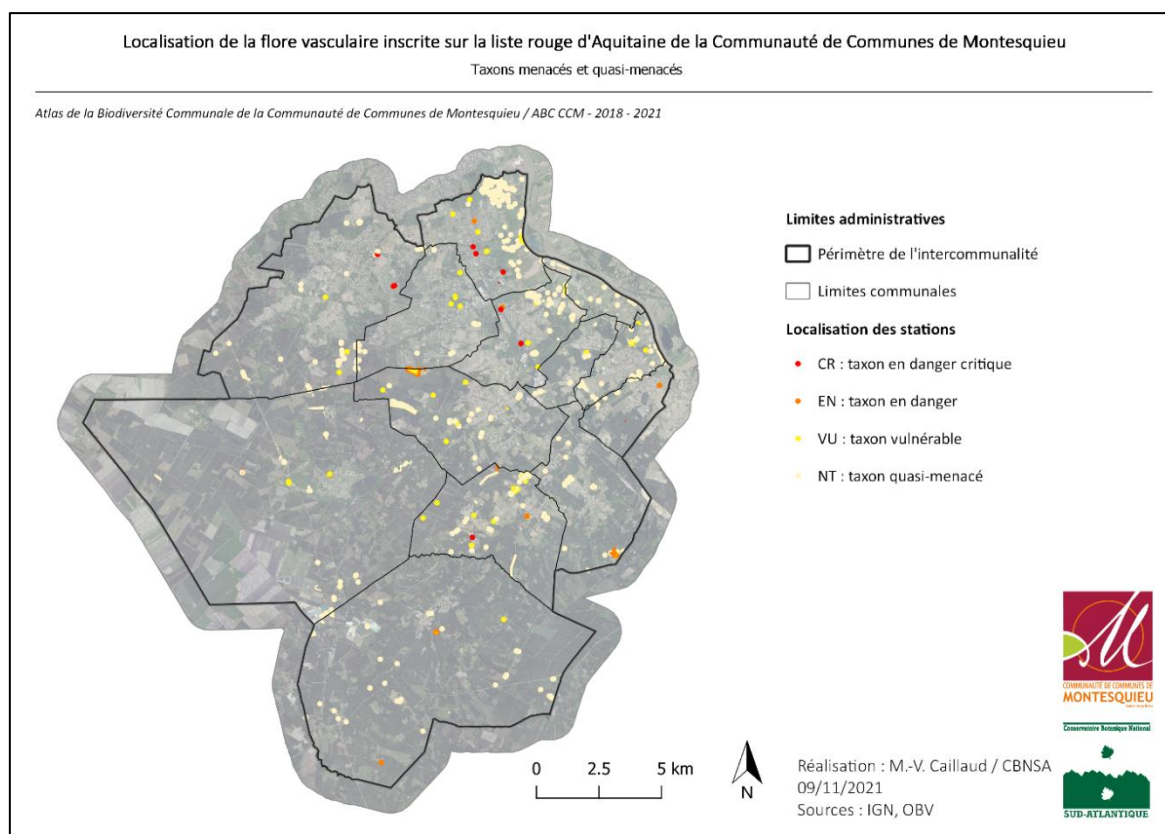 Localisation de la flore vasculaire inscrite sur la liste rouge d'Aquitaine de la Communauté de Communes de Montesquieu
Taxons menacés et quasi-menacés
Atlas de la Biodiversité Communale de la Communauté de Communes de Montesquieu / ABC CCM - 2018 - 2021
Limites administratives
Périmètre de l'intercommunalité
Limites communales
Localisation des stations
CR : taxon en danger critique
EN : taxon en danger
VU : taxon vulnérable
NT : taxon quasi-menacé
0 2.5 5 km
N
Réalisation : M.-V. Caillaud / CBNSA
09/11/2021
Sources : IGN, OBV
M
COMMUNAUTÉ DE COMMUNES DE
MONTESQUIEU
Conservatoire Botanique National
SUD-ATLANTIQUE